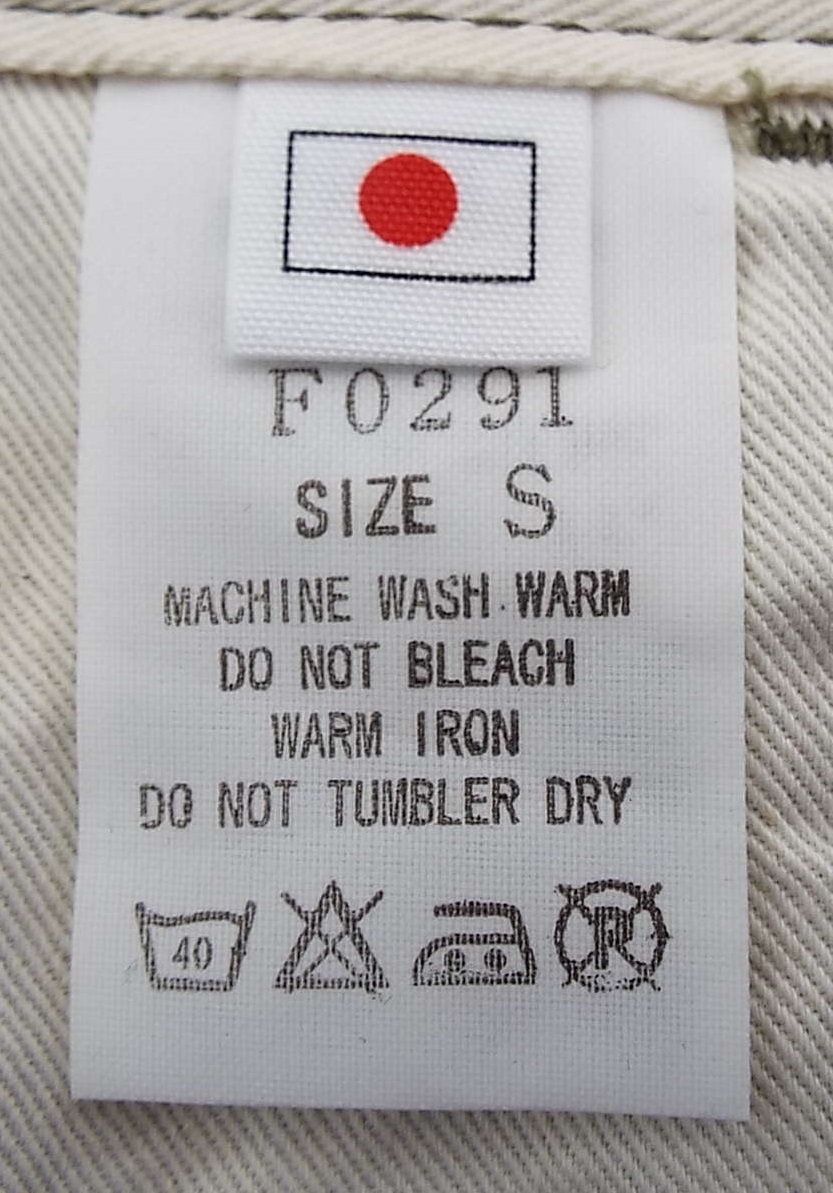 F0291
SIZE S
MACHINE WASH WARM
DO NOT BLEACH
WARM IRON
DO NOT TUMBLER DRY
40 P